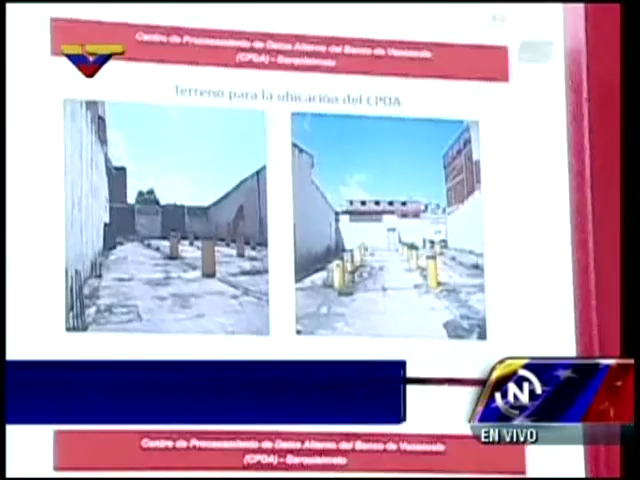 Centro de Procesamiento de Datos Alterno del Banco de Venezuela
(CPDA) - Barquisimeto
Terreno para la ubicación del CPDA
N
EN VIVO
Centro de Procesamiento de Datos Alterno del Banco de Venezuela
(CPDA) - Barquisimeto